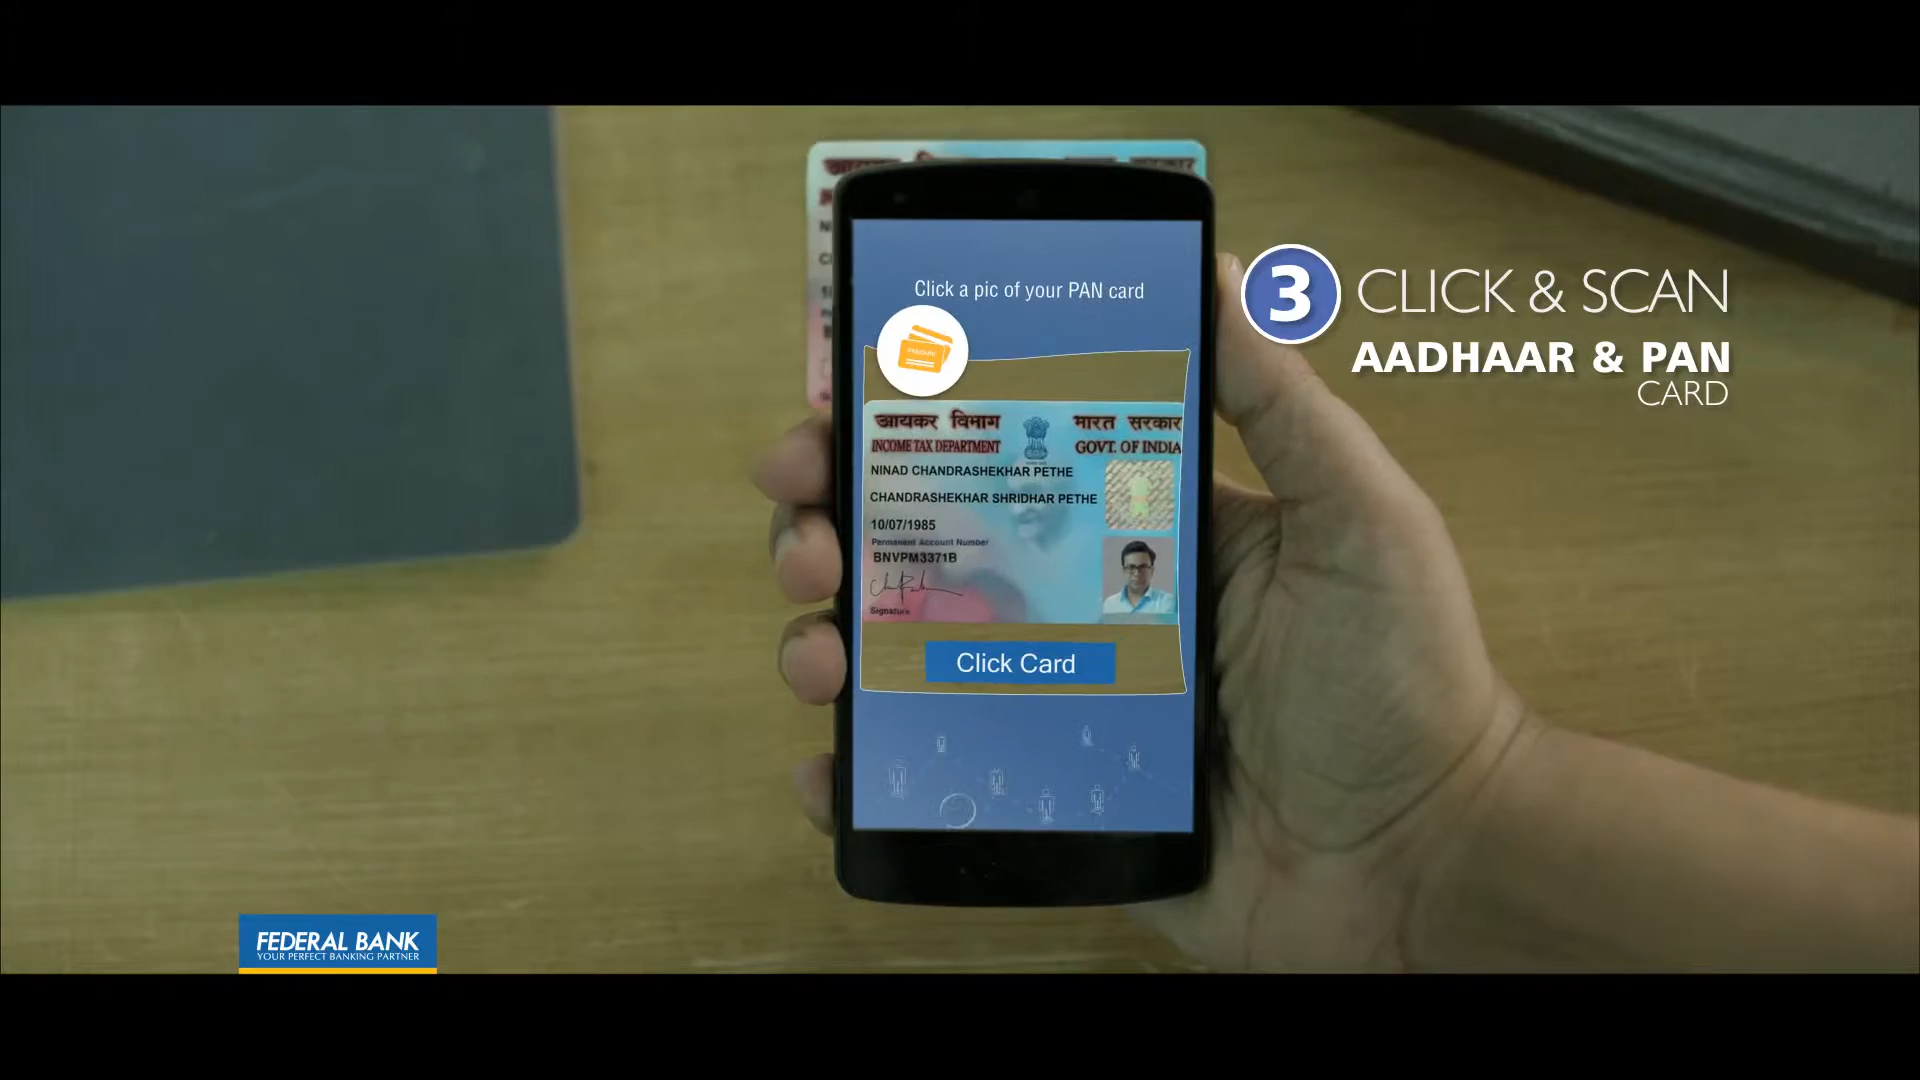 Click a pic of your PAN card
आयकर विभाग
भारत सरकार
INCOME TAX DEPARTMENT
GOVT. OF INDIA
NINAD CHANDRASHEKHAR PETHE
CHANDRASHEKHAR SHRIDHAR PETHE
10/07/1985
Permanent Account Number
BNVPM3371B
Signature
Click Card
3 CLICK & SCAN
AADHAAR & PAN
CARD
FEDERAL BANK
YOUR PERFECT BANKING PARTNER